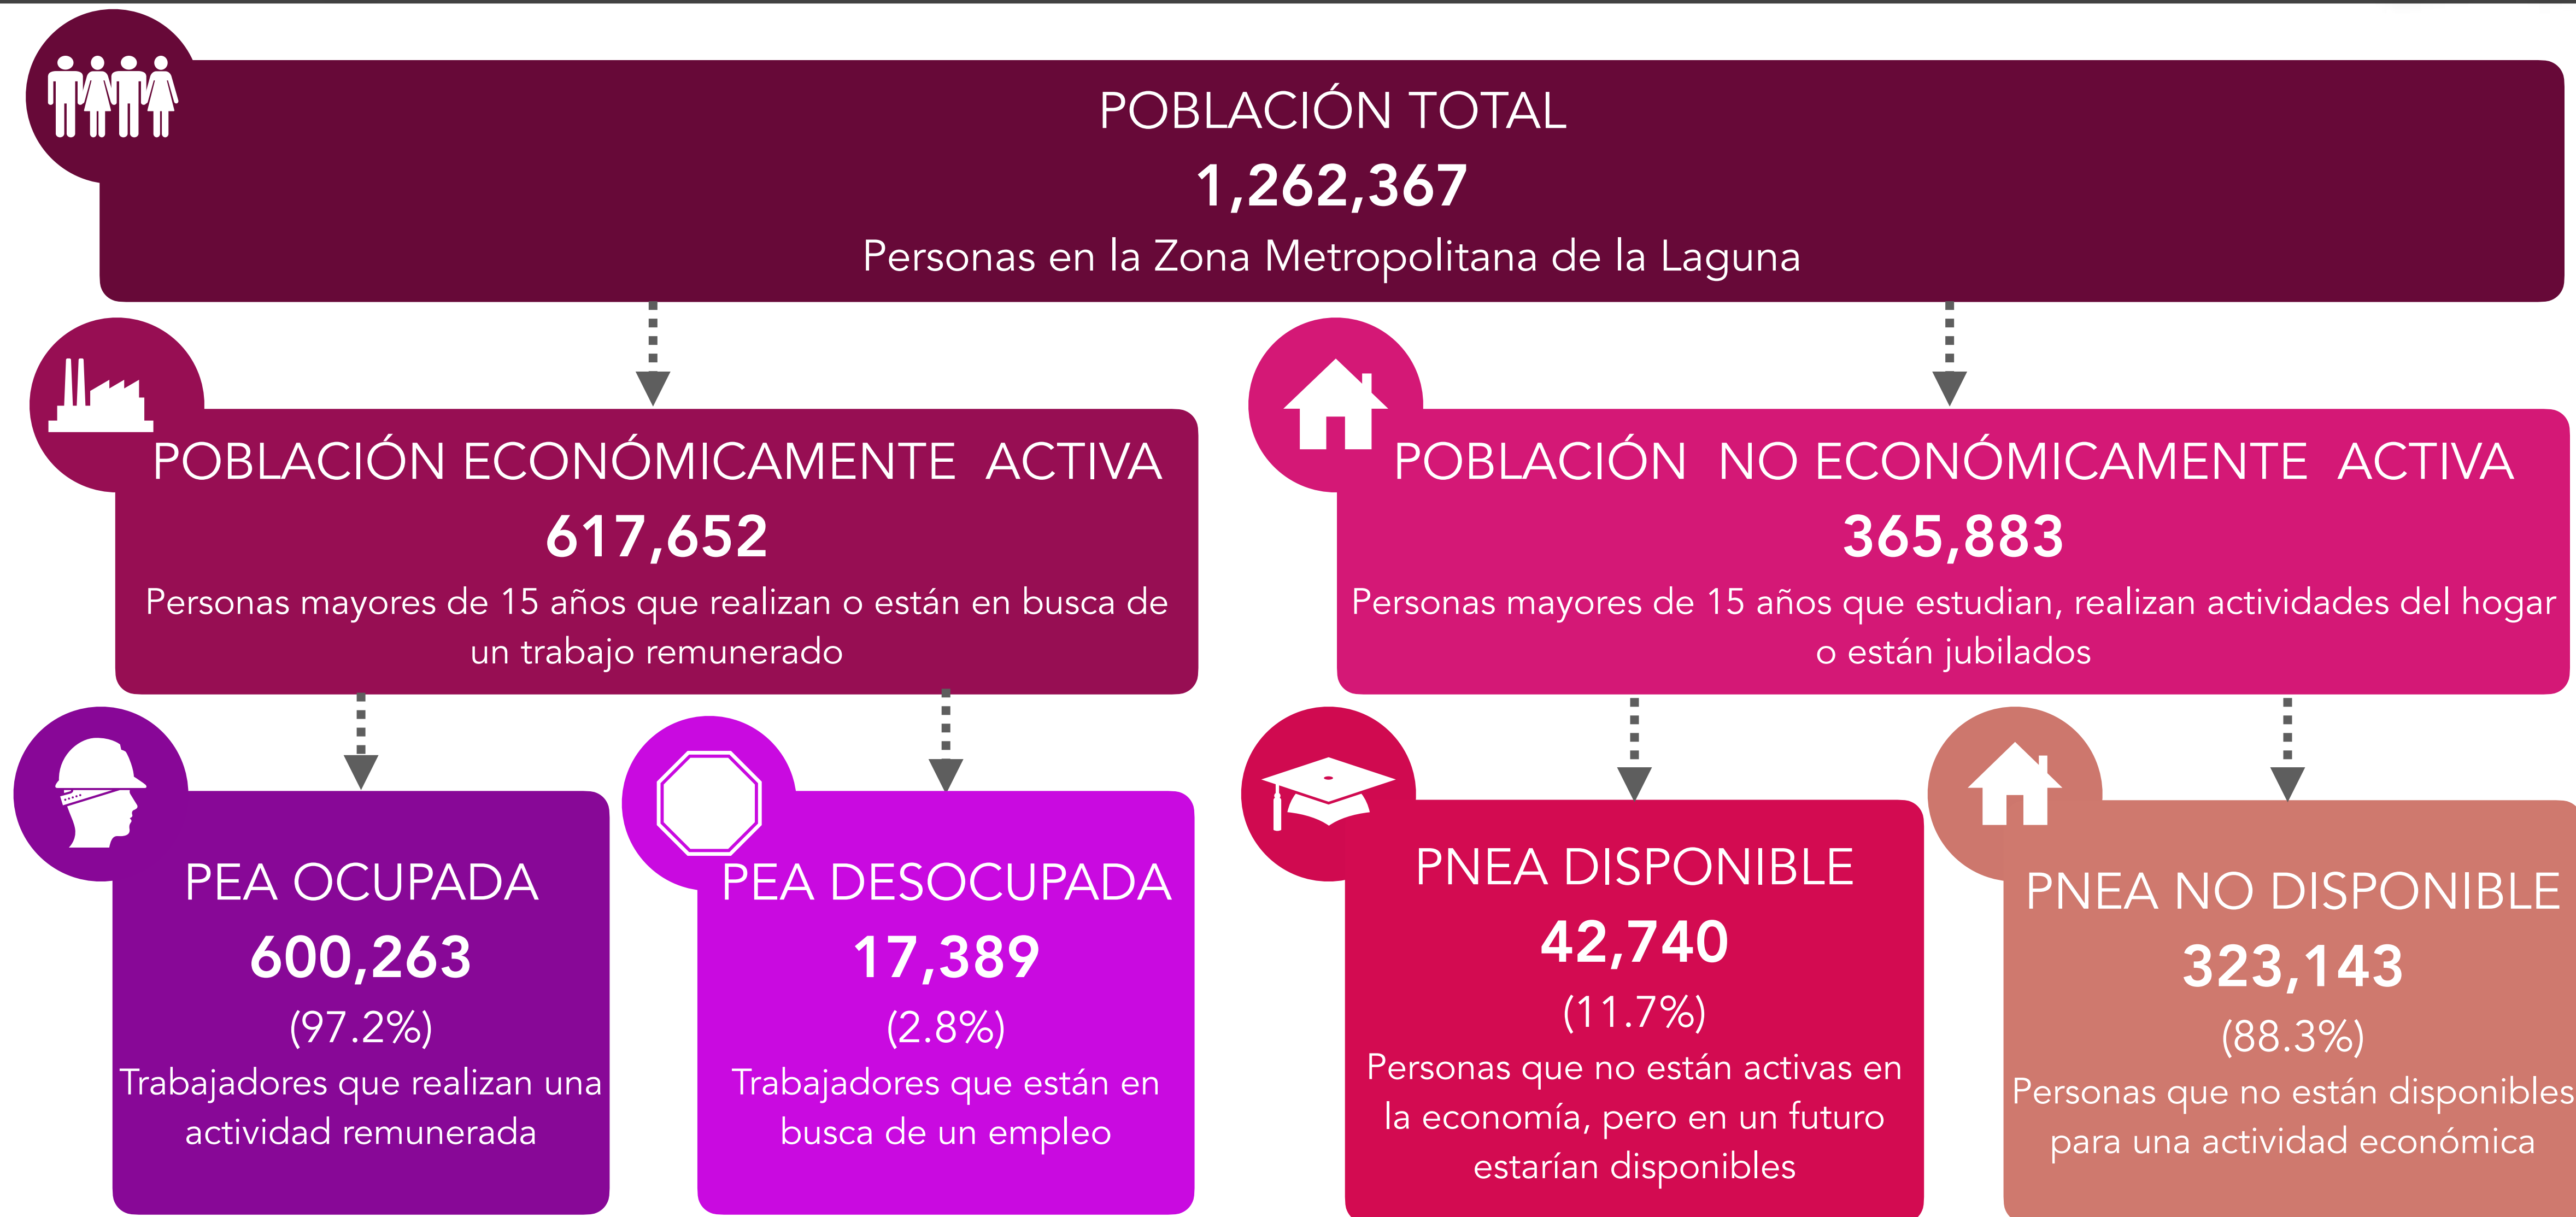 POBLACIÓN TOTAL
1,262,367
Personas en la Zona Metropolitana de la Laguna
POBLACIÓN ECONÓMICAMENTE ACTIVA
617,652
Personas mayores de 15 años que realizan o están en busca de
un trabajo remunerado
POBLACIÓN NO ECONÓMICAMENTE ACTIVA
365,883
Personas mayores de 15 años que estudian, realizan actividades del hogar
o están jubilados
PEA OCUPADA
600,263
(97.2%)
Trabajadores que realizan una
actividad remunerada
PEA DESOCUPADA
17,389
(2.8%)
Trabajadores que están en
busca de un empleo
PNEA DISPONIBLE
42,740
(11.7%)
Personas que no están activas en
la economía, pero en un futuro
estarían disponibles
PNEA NO DISPONIBLE
323,143
(88.3%)
Personas que no están disponibles
para una actividad económica